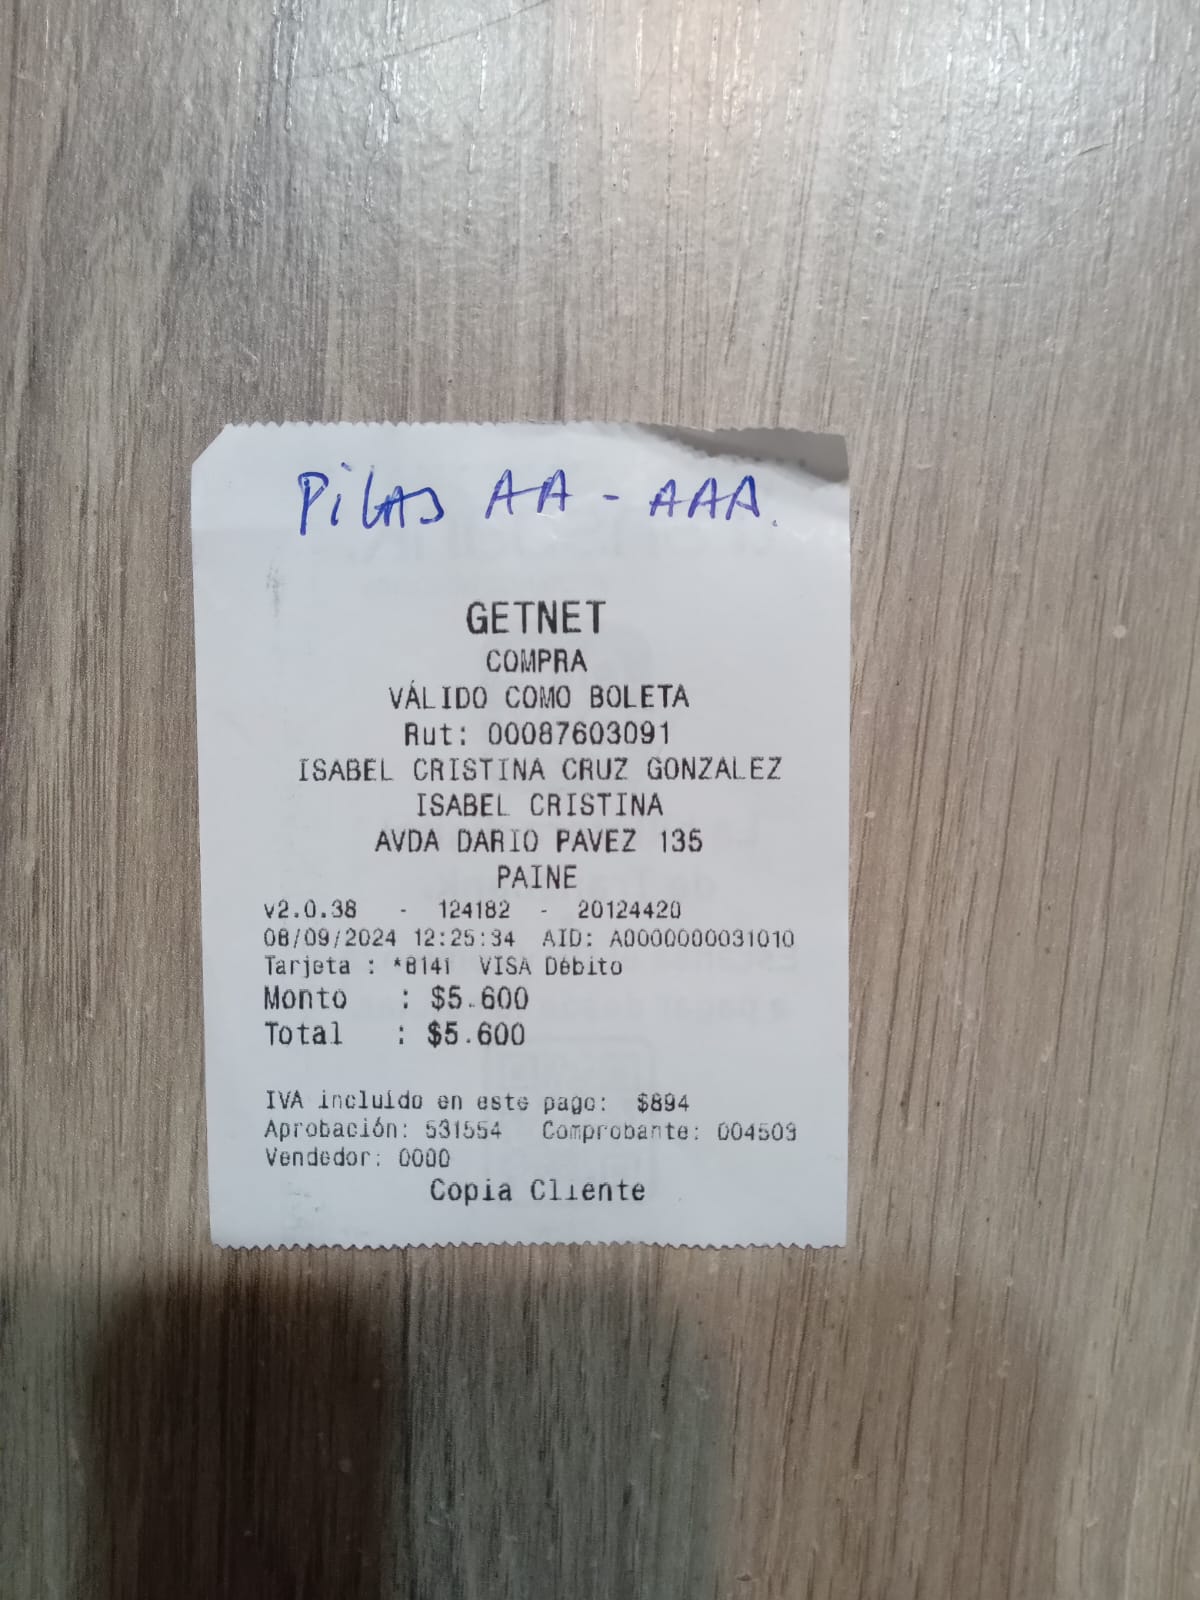 PilAS AA - AAA.
GETNET
COMPRA
VÁLIDO COMO BOLETA
Rut: 00087603091
ISABEL CRISTINA CRUZ GONZALEZ
ISABEL CRISTINA
AVDA DARIO PAVEZ 135
PAINE
v2.0.38 - 124182 - 20124420
08/09/2024 12:25:34 AID: A0000000031010
Tarjeta : *8141 VISA Débito
Monto : $5.600
Total : $5.600
IVA incluído en este pago: $894
Aprobación: 531554 Comprobante: 004503
Vendedor: 0000
Copia Cliente